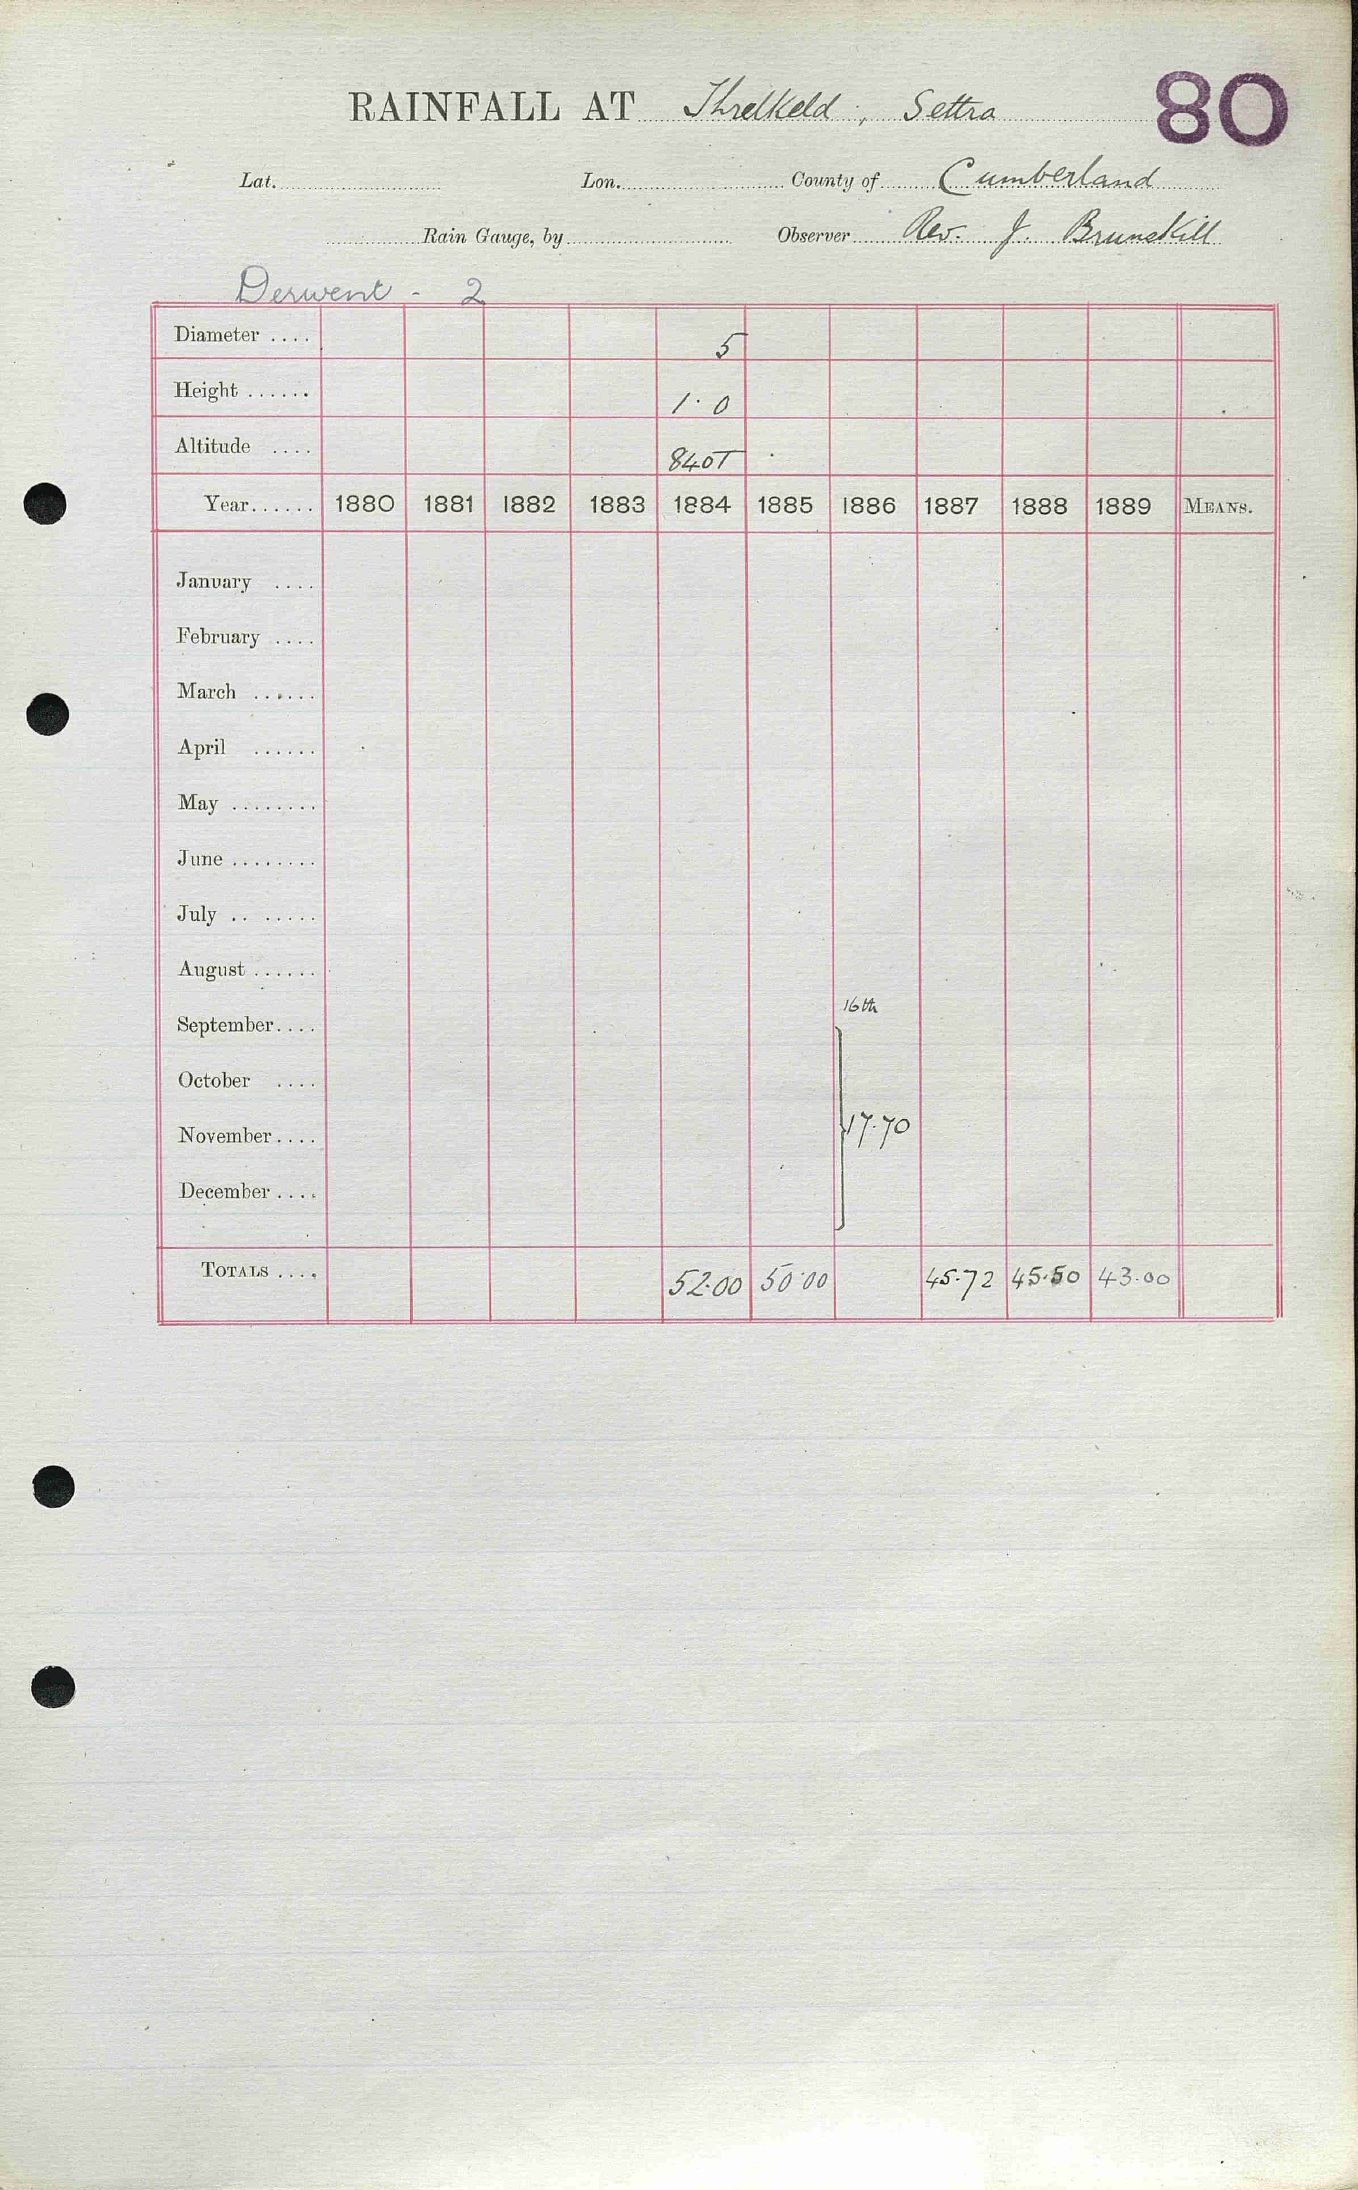 80
RAINFALL AT Threlkeld, Settra
Lat. Lon. County of Cumberland
Rain Gauge, by Observer Rev. J. Brunskill
Derwent - 2
Diameter .... 5
Height ...... 1.0
Altitude .... 840T
Year...... 1880 1881 1882 1883 1884 1885 1886 1887 1888 1889 MEANS.
January ....
February ....
March ......
April ......
May ........
June ........
July .. .....
August ......
16th
September....
October ....
November.... 17.70
December ....
TOTALS .... 52.00 50.00 45.72 45.50 43.00